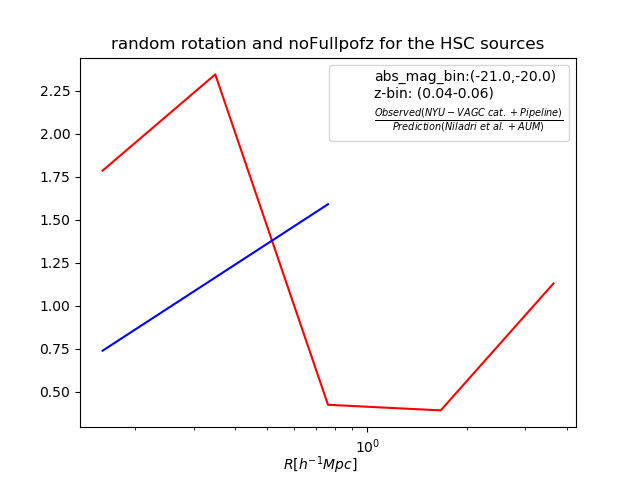 random rotation and noFullpofz for the HSC sources
abs_mag_bin:(-21.0,-20.0)
z-bin: (0.04-0.06)
Observed(NYU − VAGC cat. + Pipeline)
Prediction(Niladri et al. + AUM)
2.25
2.00
1.75
1.50
1.25
1.00
0.75
0.50
10⁰
R[h⁻¹Mpc]